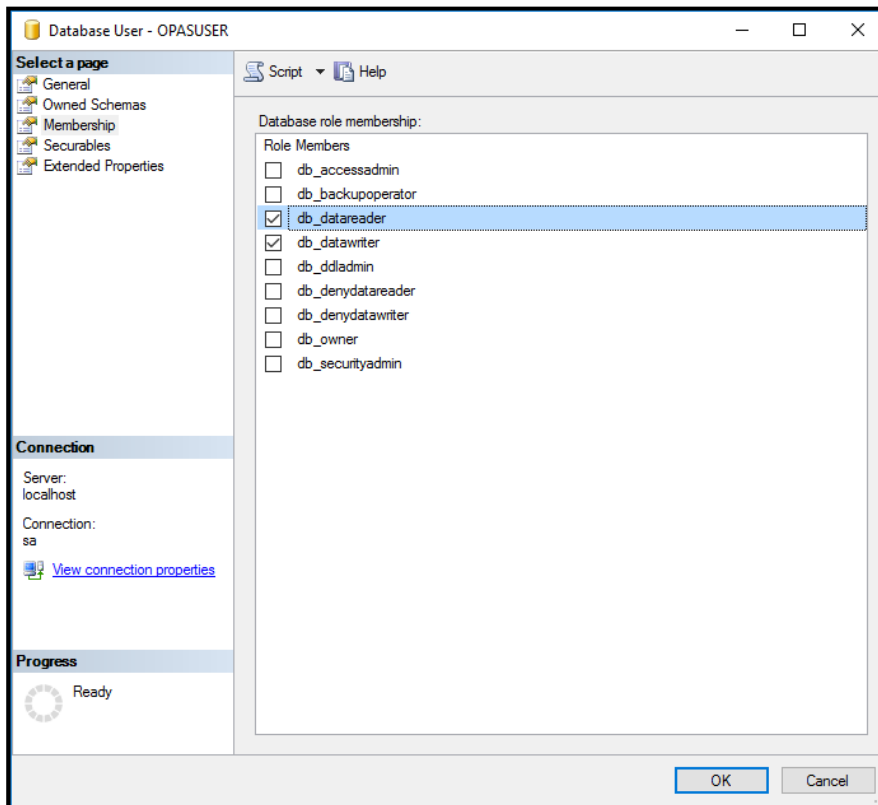 Database User - OPASUSER
Select a page
General
Owned Schemas
Membership
Securables
Extended Properties
Script
Help
Database role membership:
Role Members
db_accessadmin
db_backupoperator
db_datareader
db_datawriter
db_ddladmin
db_denydatareader
db_denydatawriter
db_owner
db_securityadmin
Connection
Server:
localhost
Connection:
sa
View connection properties
Progress
Ready
OK
Cancel